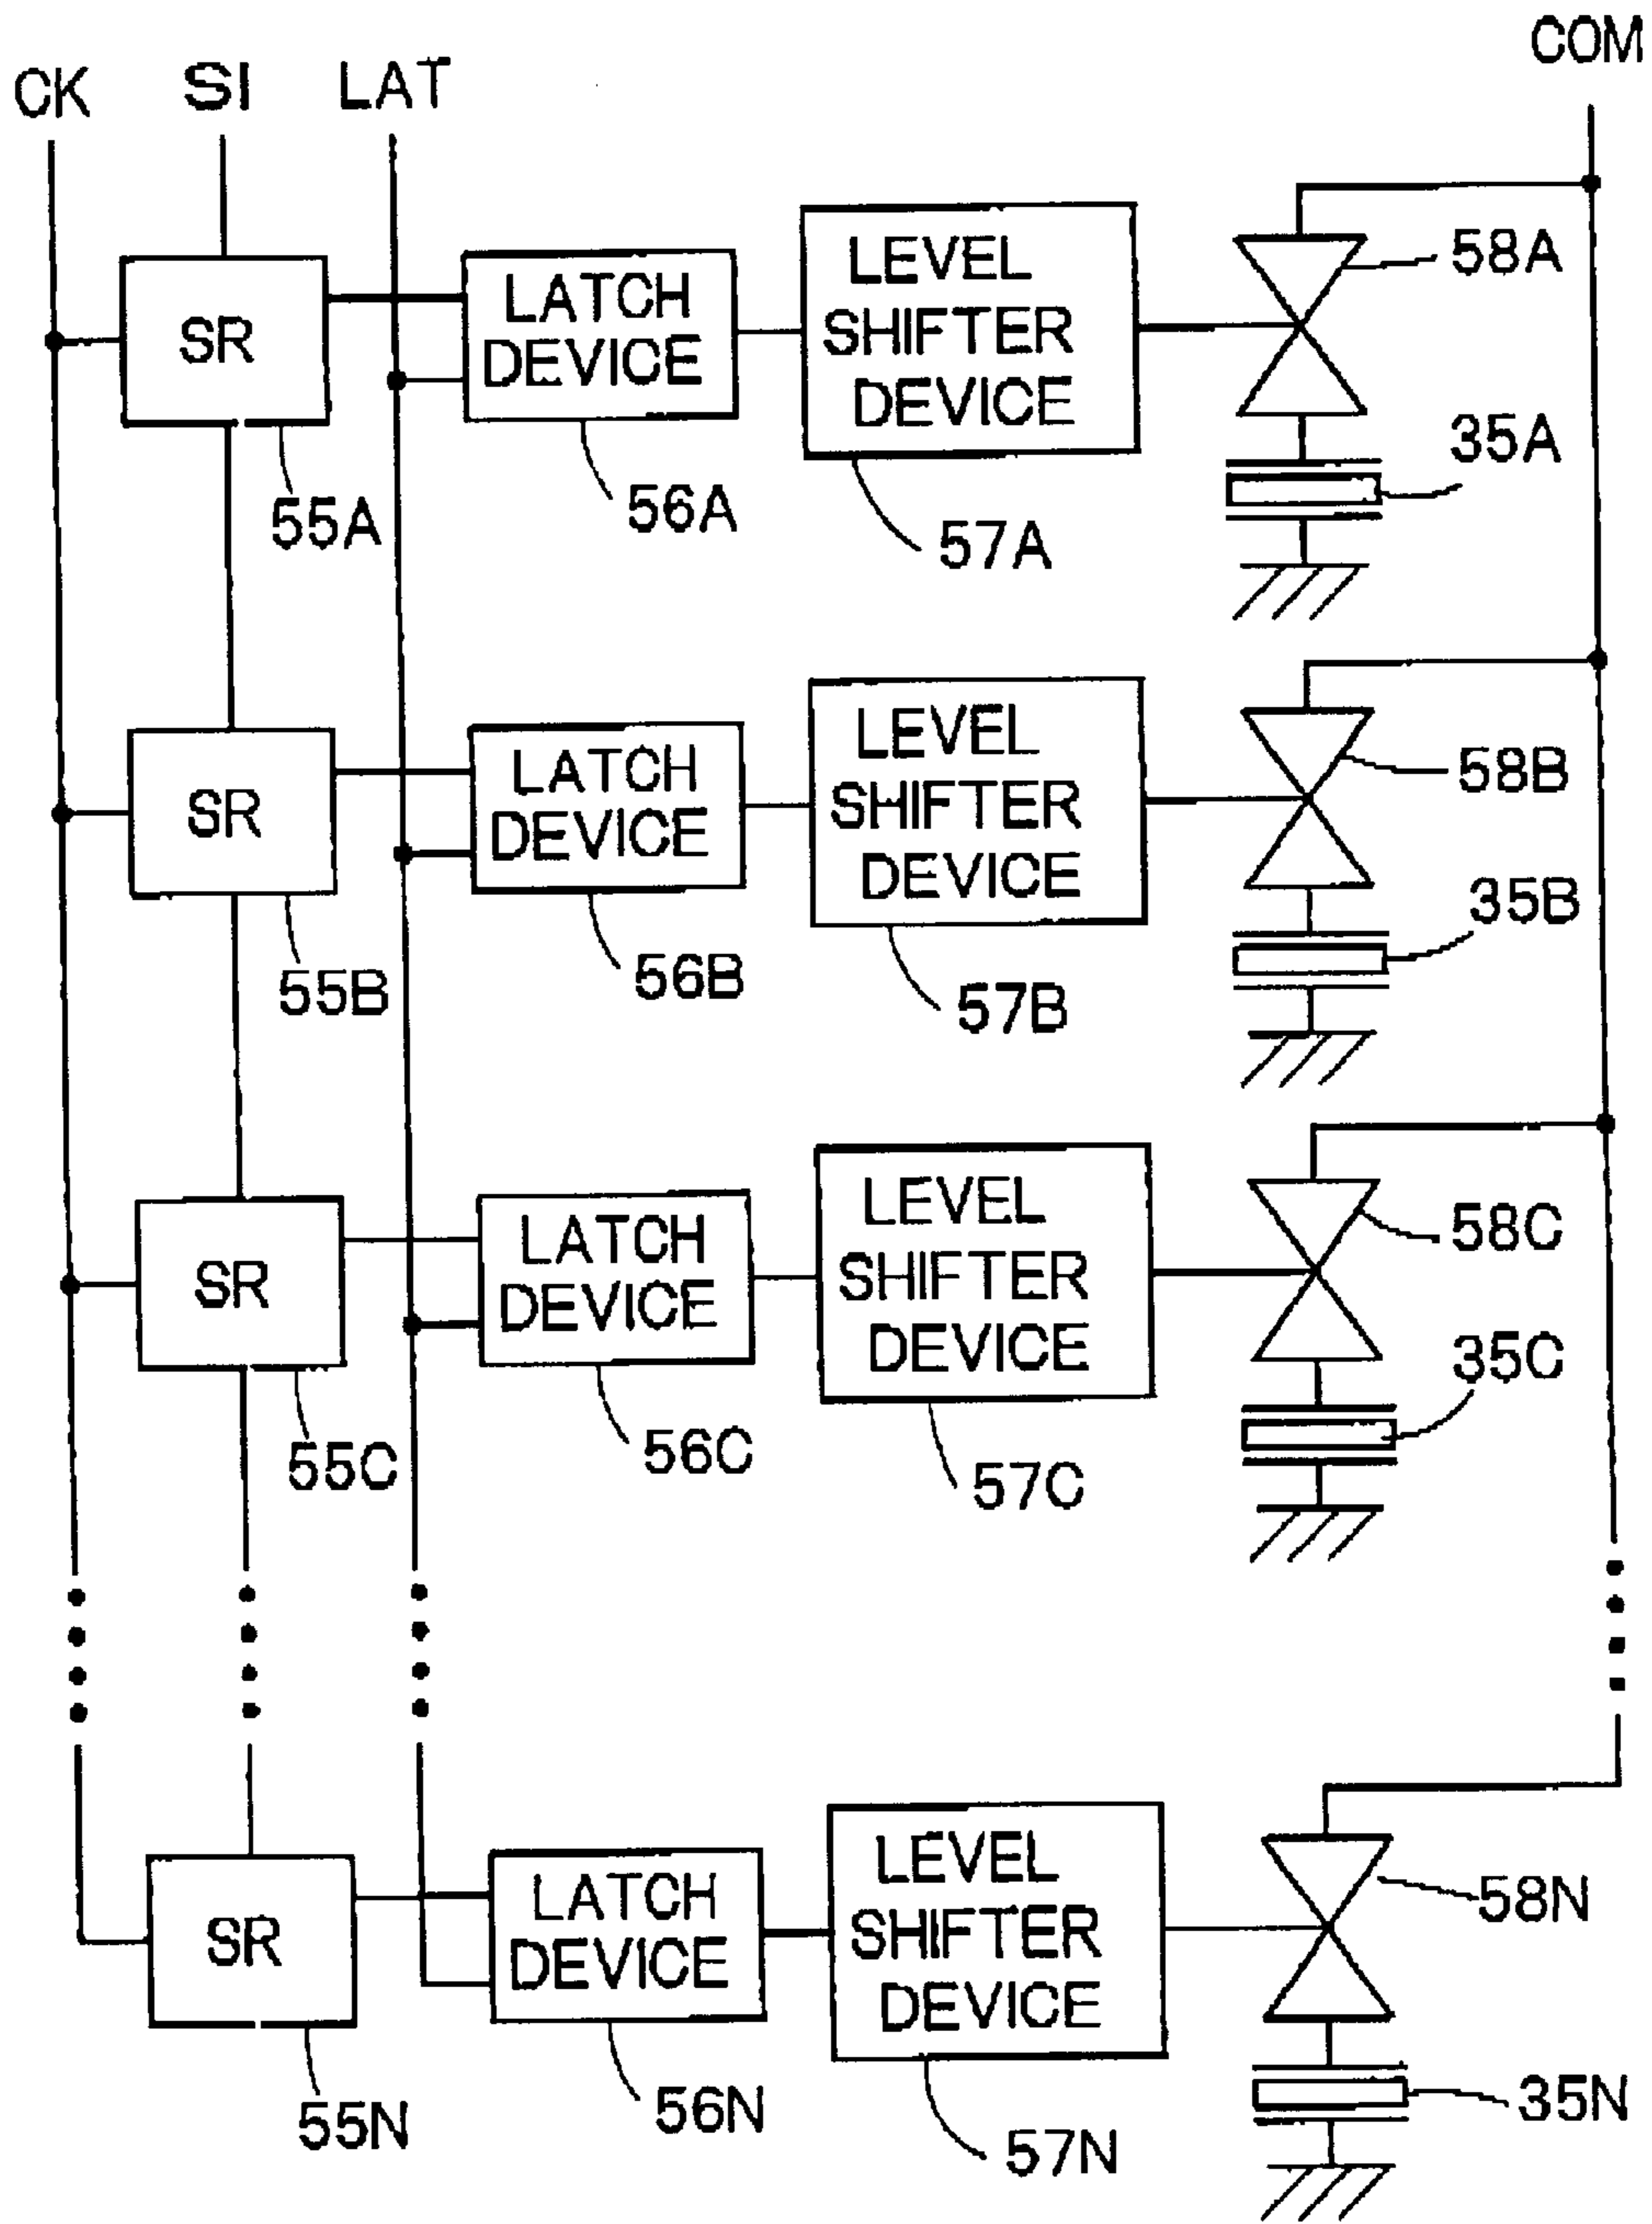 COM
CK SI LAT
SR
LATCH
DEVICE
LEVEL
SHIFTER
DEVICE
58A
35A
55A
56A
57A
SR
LATCH
DEVICE
LEVEL
SHIFTER
DEVICE
58B
35B
55B
56B
57B
SR
LATCH
DEVICE
LEVEL
SHIFTER
DEVICE
58C
35C
55C
56C
57C
SR
LATCH
DEVICE
LEVEL
SHIFTER
DEVICE
58N
35N
55N
56N
57N